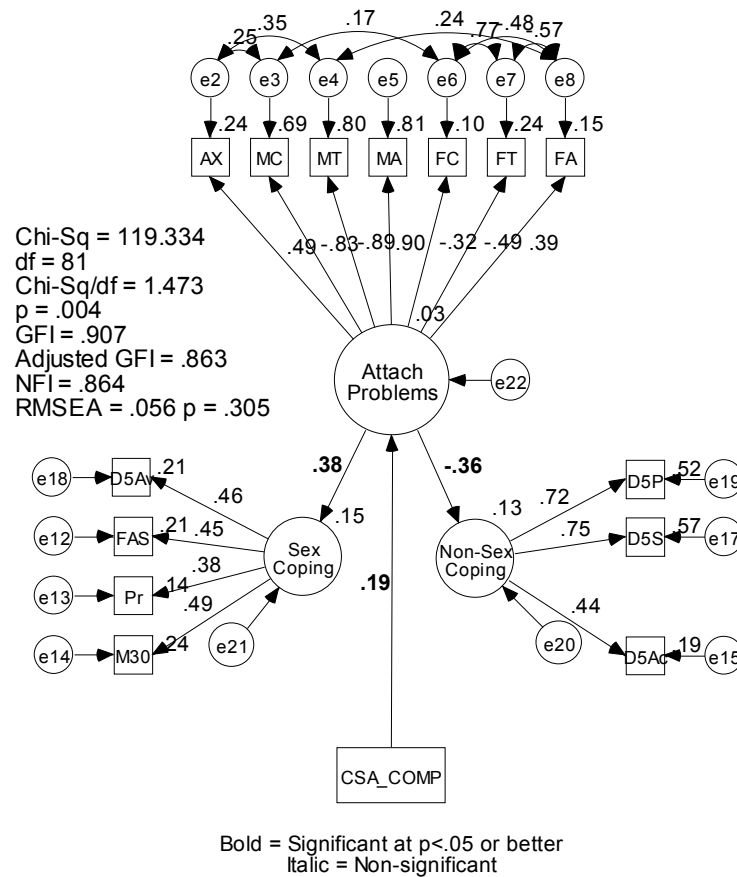 .17 .24 -.48
.35 .77 -.57
.25
e2 e3 e4 e5 e6 e7 e8
.24 .69 .80 .81 .10 .24 .15
AX MC MT MA FC FT FA
Chi-Sq = 119.334
df = 81
Chi-Sq/df = 1.473
p = .004
GFI = .907
Adjusted GFI = .863
NFI = .864
RMSEA = .056 p = .305
.49 -.83 -.89 .90 -.32 -.49 .39
.03
Attach
Problems
e22
.38 -.36
e18 D5Av .21 .46
e12 FAS .21 .45
e13 Pr .14 .38
e14 M30 .24 .49
.15
Sex
Coping
e21
.19
.13
Non-Sex
Coping
e20
.72 D5P .52 e19
.75 D5S .57 e17
.44 D5Ac .19 e15
CSA_COMP
Bold = Significant at p<.05 or better
Italic = Non-significant